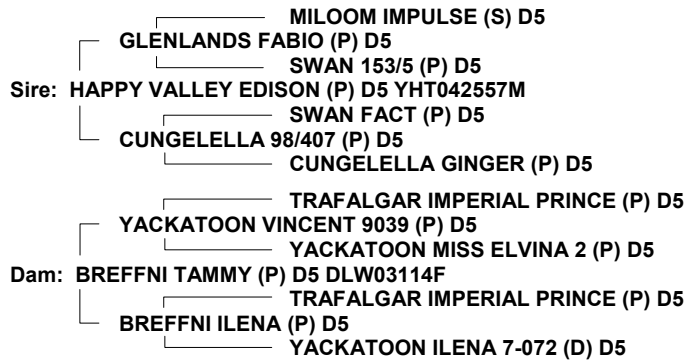 MILOOM IMPULSE (S) D5
GLENLANDS FABIO (P) D5
SWAN 153/5 (P) D5
Sire: HAPPY VALLEY EDISON (P) D5 YHT042557M
SWAN FACT (P) D5
CUNGELELLA 98/407 (P) D5
CUNGELELLA GINGER (P) D5
TRAFALGAR IMPERIAL PRINCE (P) D5
YACKATOON VINCENT 9039 (P) D5
YACKATOON MISS ELVINA 2 (P) D5
Dam: BREFFNI TAMMY (P) D5 DLW03114F
TRAFALGAR IMPERIAL PRINCE (P) D5
BREFFNI ILENA (P) D5
YACKATOON ILENA 7-072 (D) D5